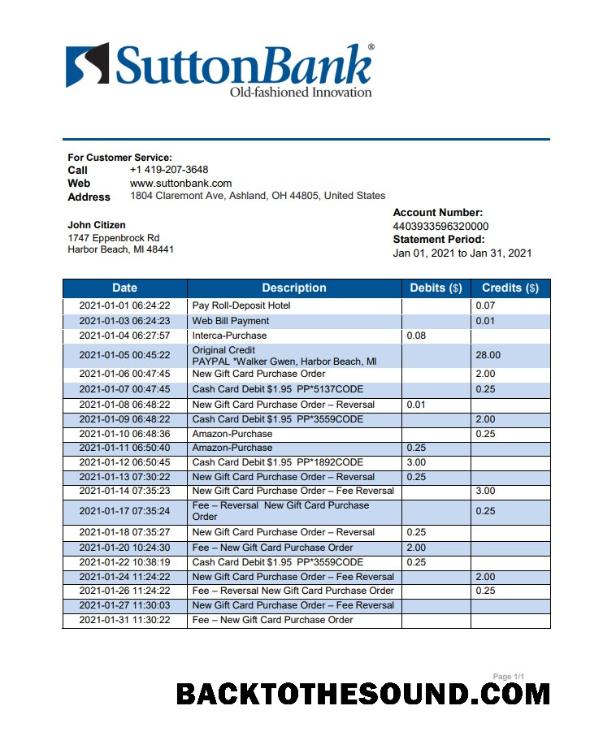 SuttonBank®
Old-fashioned Innovation
For Customer Service:
Call +1 419-207-3648
Web www.suttonbank.com
Address 1804 Claremont Ave, Ashland, OH 44805, United States
Account Number:
4403933596320000
Statement Period:
Jan 01, 2021 to Jan 31, 2021
John Citizen
1747 Eppenbrock Rd
Harbor Beach, MI 48441
Date Description Debits ($) Credits ($)
2021-01-01 06:24:22 Pay Roll-Deposit Hotel 0.07
2021-01-03 06:24:23 Web Bill Payment 0.01
2021-01-04 06:27:57 Interca-Purchase 0.08
2021-01-05 00:45:22 Original Credit
PAYPAL *Walker Gwen, Harbor Beach, MI 28.00
2021-01-06 00:47:45 New Gift Card Purchase Order 2.00
2021-01-07 00:47:45 Cash Card Debit $1.95 PP*5137CODE 0.25
2021-01-08 06:48:22 New Gift Card Purchase Order – Reversal 0.01
2021-01-09 06:48:22 Cash Card Debit $1.95 PP*3559CODE 2.00
2021-01-10 06:48:36 Amazon-Purchase 0.25
2021-01-11 06:50:40 Amazon-Purchase 0.25
2021-01-12 06:50:45 Cash Card Debit $1.95 PP*1892CODE 3.00
2021-01-13 07:30:22 New Gift Card Purchase Order – Reversal 0.25
2021-01-14 07:35:23 New Gift Card Purchase Order – Fee Reversal 3.00
2021-01-17 07:35:24 Fee – Reversal New Gift Card Purchase
Order 0.25
2021-01-18 07:35:27 New Gift Card Purchase Order – Reversal 0.25
2021-01-20 10:24:30 Fee – New Gift Card Purchase Order 2.00
2021-01-22 10:38:19 Cash Card Debit $1.95 PP*3559CODE 0.25
2021-01-24 11:24:22 New Gift Card Purchase Order – Fee Reversal 2.00
2021-01-26 11:24:22 Fee – Reversal New Gift Card Purchase Order 0.25
2021-01-27 11:30:03 New Gift Card Purchase Order – Fee Reversal
2021-01-31 11:30:22 Fee – New Gift Card Purchase Order
Page 1/1
BACKTOTHESOUND.COM